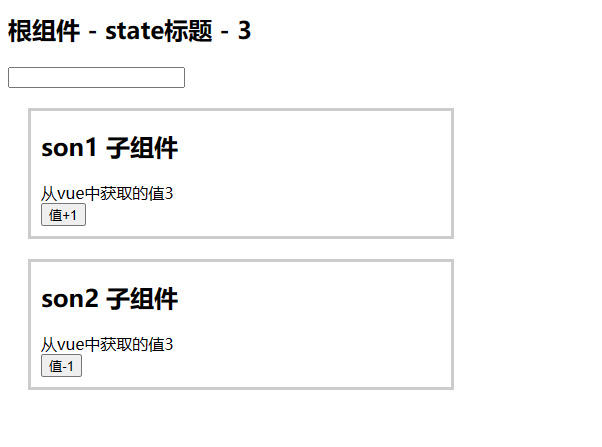 根组件 - state标题 - 3
son1 子组件
从vue中获取的值3
值+1
son2 子组件
从vue中获取的值3
值-1